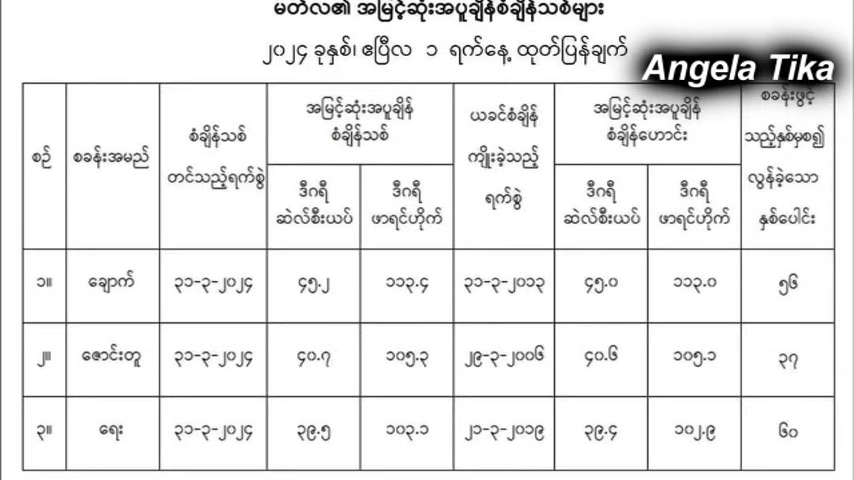 မတ်လ၏ အမြင့်ဆုံးအပူချိန်စံချိန်သစ်များ
၂၀၂၄ ခုနှစ်၊ ဧပြီလ ၁ ရက်နေ့ ထုတ်ပြန်ချက်
Angela Tika
စဉ်
စခန်းအမည်
စံချိန်သစ်
တင်သည့်ရက်စွဲ
အမြင့်ဆုံးအပူချိန်
စံချိန်သစ်
ဒီဂရီ
ဆဲလ်စီးယပ်
ဒီဂရီ
ဖာရင်ဟိုက်
ယခင်စံချိန်
ကျိုးခဲ့သည့်
ရက်စွဲ
အမြင့်ဆုံးအပူချိန်
စံချိန်ဟောင်း
ဒီဂရီ
ဆဲလ်စီးယပ်
ဒီဂရီ
ဖာရင်ဟိုက်
စခန်းဖွင့်
သည့်နှစ်မှစ၍
လွန်ခဲ့သော
နှစ်ပေါင်း
၁။ ချောက် ၃၁-၃-၂၀၂၄ ၄၅.၂ ၁၁၃.၄ ၃၁-၃-၂၀၁၃ ၄၅.၀ ၁၁၃.၀ ၅၆
၂။ ဇောင်းတူ ၃၁-၃-၂၀၂၄ ၄၀.၇ ၁၀၅.၃ ၂၉-၃-၂၀၀၆ ၄၀.၆ ၁၀၅.၁ ၃၇
၃။ ရေး ၃၁-၃-၂၀၂၄ ၃၉.၅ ၁၀၃.၁ ၂၁-၃-၂၀၁၉ ၃၉.၄ ၁၀၂.၉ ၆၀